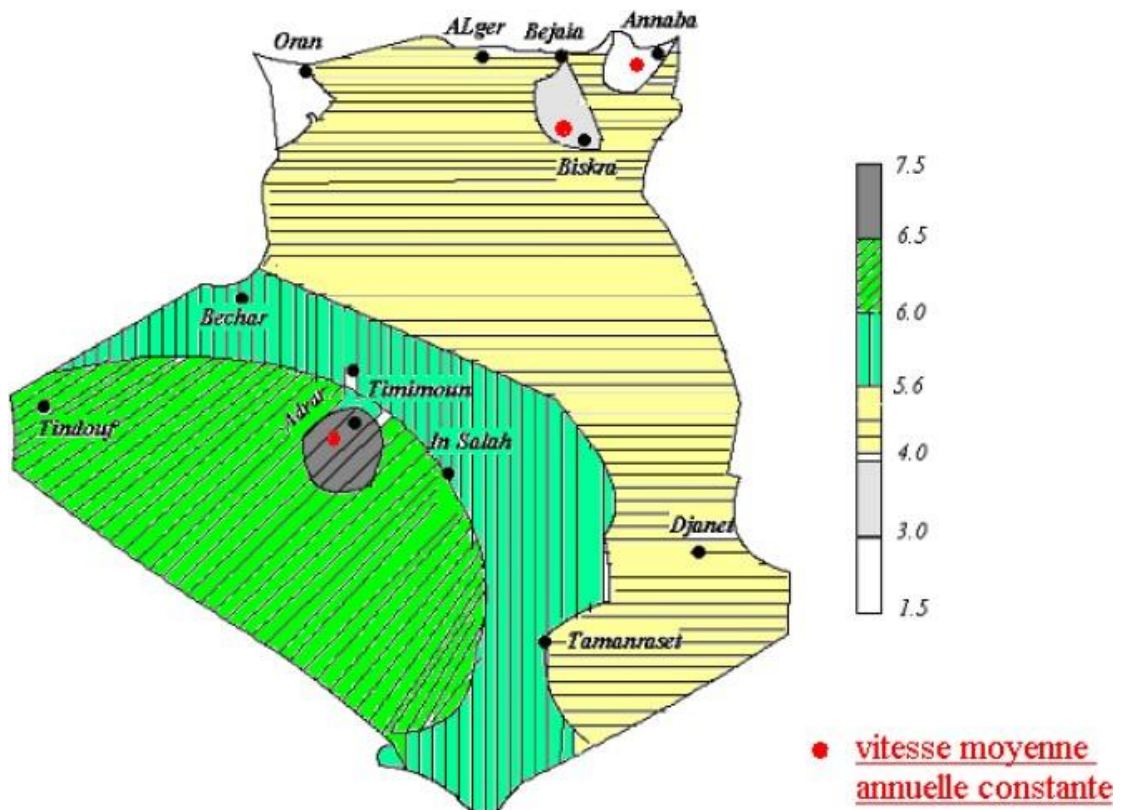 Oran
ALger
Bejaia
Annaba
Biskra
Bechar
Timimoun
Adrar
Tindouf
In Salah
Djanet
Tamanraset
7.5
6.5
6.0
5.6
4.0
3.0
1.5
vitesse moyenne
annuelle constante